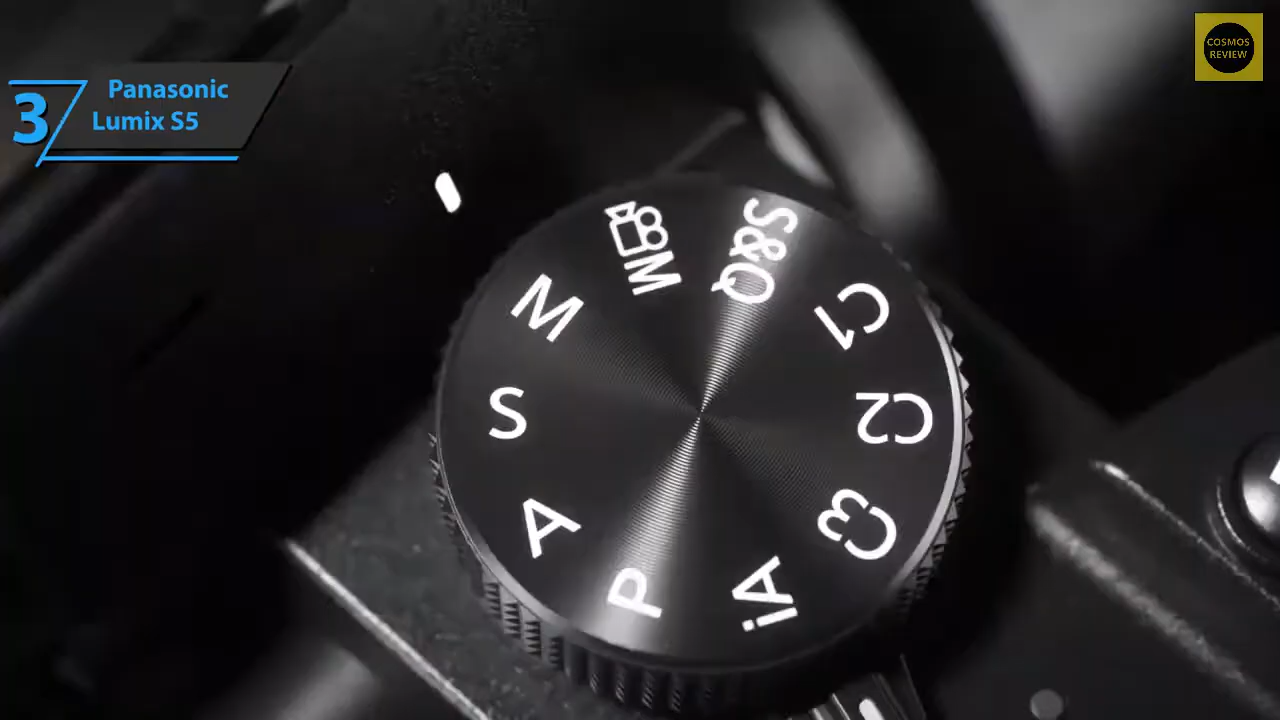 3
Panasonic
Lumix S5
COSMOS
REVIEW
M
S&Q
C1
M
C2
S
C3
A
iA
P